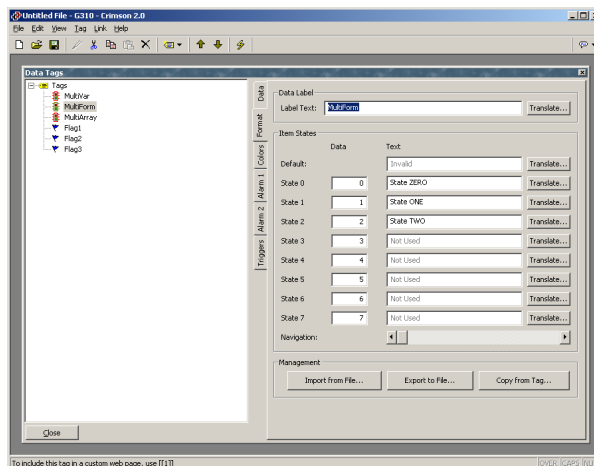 Untitled File - G310 - Crimson 2.0
File Edit View Tag Link Help
Data Tags
Tags
MultiVar
MultiForm
MultiArray
Flag1
Flag2
Flag3
Close
Data
Format
Colors
Alarm 1
Alarm 2
Triggers
Data Label
Label Text: MultiForm Translate...
Item States
Data Text
Default: Invalid Translate...
State 0 0 State ZERO Translate...
State 1 1 State ONE Translate...
State 2 2 State TWO Translate...
State 3 3 Not Used Translate...
State 4 4 Not Used Translate...
State 5 5 Not Used Translate...
State 6 6 Not Used Translate...
State 7 7 Not Used Translate...
Navigation:
Management
Import from File... Export to File... Copy from Tag...
To include this tag in a custom web page, use [[1]] OVER CAPS NU